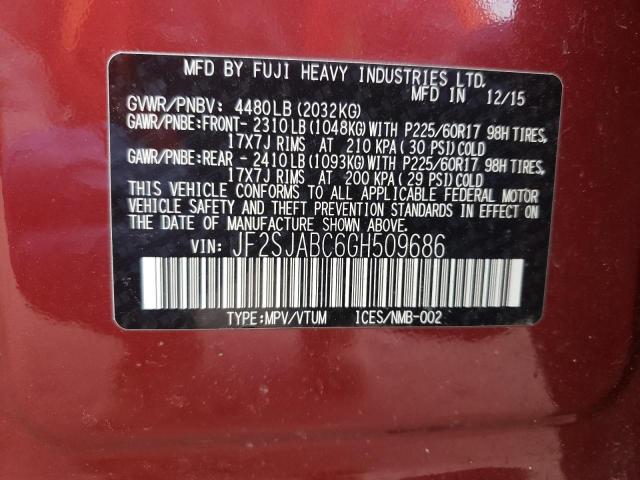 MFD BY FUJI HEAVY INDUSTRIES LTD.
MFD IN 12/15
GVWR/PNBV: 4480LB(2032KG)
GAWR/PNBE:FRONT- 2310LB(1048KG)WITH P225/60R17 98H TIRES,
17X7J RIMS AT 210 KPA( 30 PSI)COLD
GAWR/PNBE:REAR - 2410LB(1093KG)WITH P225/60R17 98H TIRES,
17X7J RIMS AT 200 KPA( 29 PSI)COLD
THIS VEHICLE CONFORMS TO ALL APPLICABLE FEDERAL MOTOR
VEHICLE SAFETY AND THEFT PREVENTION STANDARDS IN EFFECT ON
THE DATE OF MANUFACTURE SHOWN ABOVE.
VIN: JF2SJABC6GH509686
TYPE:MPV/VTUM ICES/NMB-002